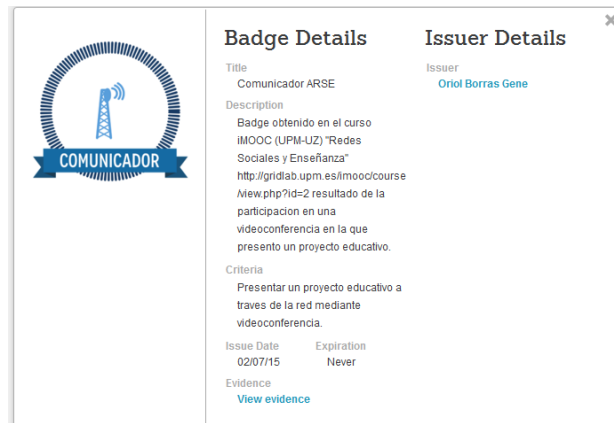 COMUNICADOR
Badge Details
Title
Comunicador ARSE
Description
Badge obtenido en el curso
iMOOC (UPM-UZ) "Redes
Sociales y Enseñanza"
http://gridlab.upm.es/imooc/course
/view.php?id=2 resultado de la
participacion en una
videoconferencia en la que
presento un proyecto educativo.
Criteria
Presentar un proyecto educativo a
traves de la red mediante
videoconferencia.
Issue Date Expiration
02/07/15 Never
Evidence
View evidence
Issuer Details
Issuer
Oriol Borras Gene